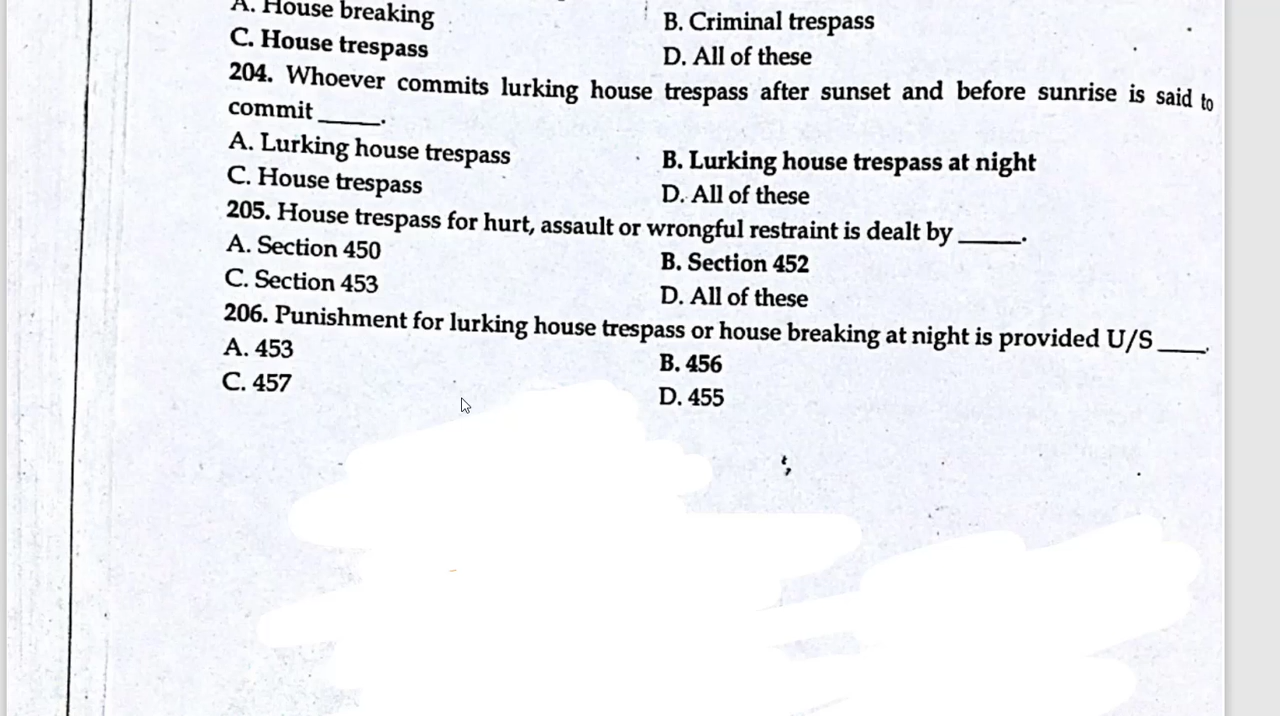 A. House breaking
B. Criminal trespass
C. House trespass
D. All of these
204. Whoever commits lurking house trespass after sunset and before sunrise is said to
commit _____.
A. Lurking house trespass
B. Lurking house trespass at night
C. House trespass
D. All of these
205. House trespass for hurt, assault or wrongful restraint is dealt by _____.
A. Section 450
B. Section 452
C. Section 453
D. All of these
206. Punishment for lurking house trespass or house breaking at night is provided U/S ____.
A. 453
B. 456
C. 457
D. 455